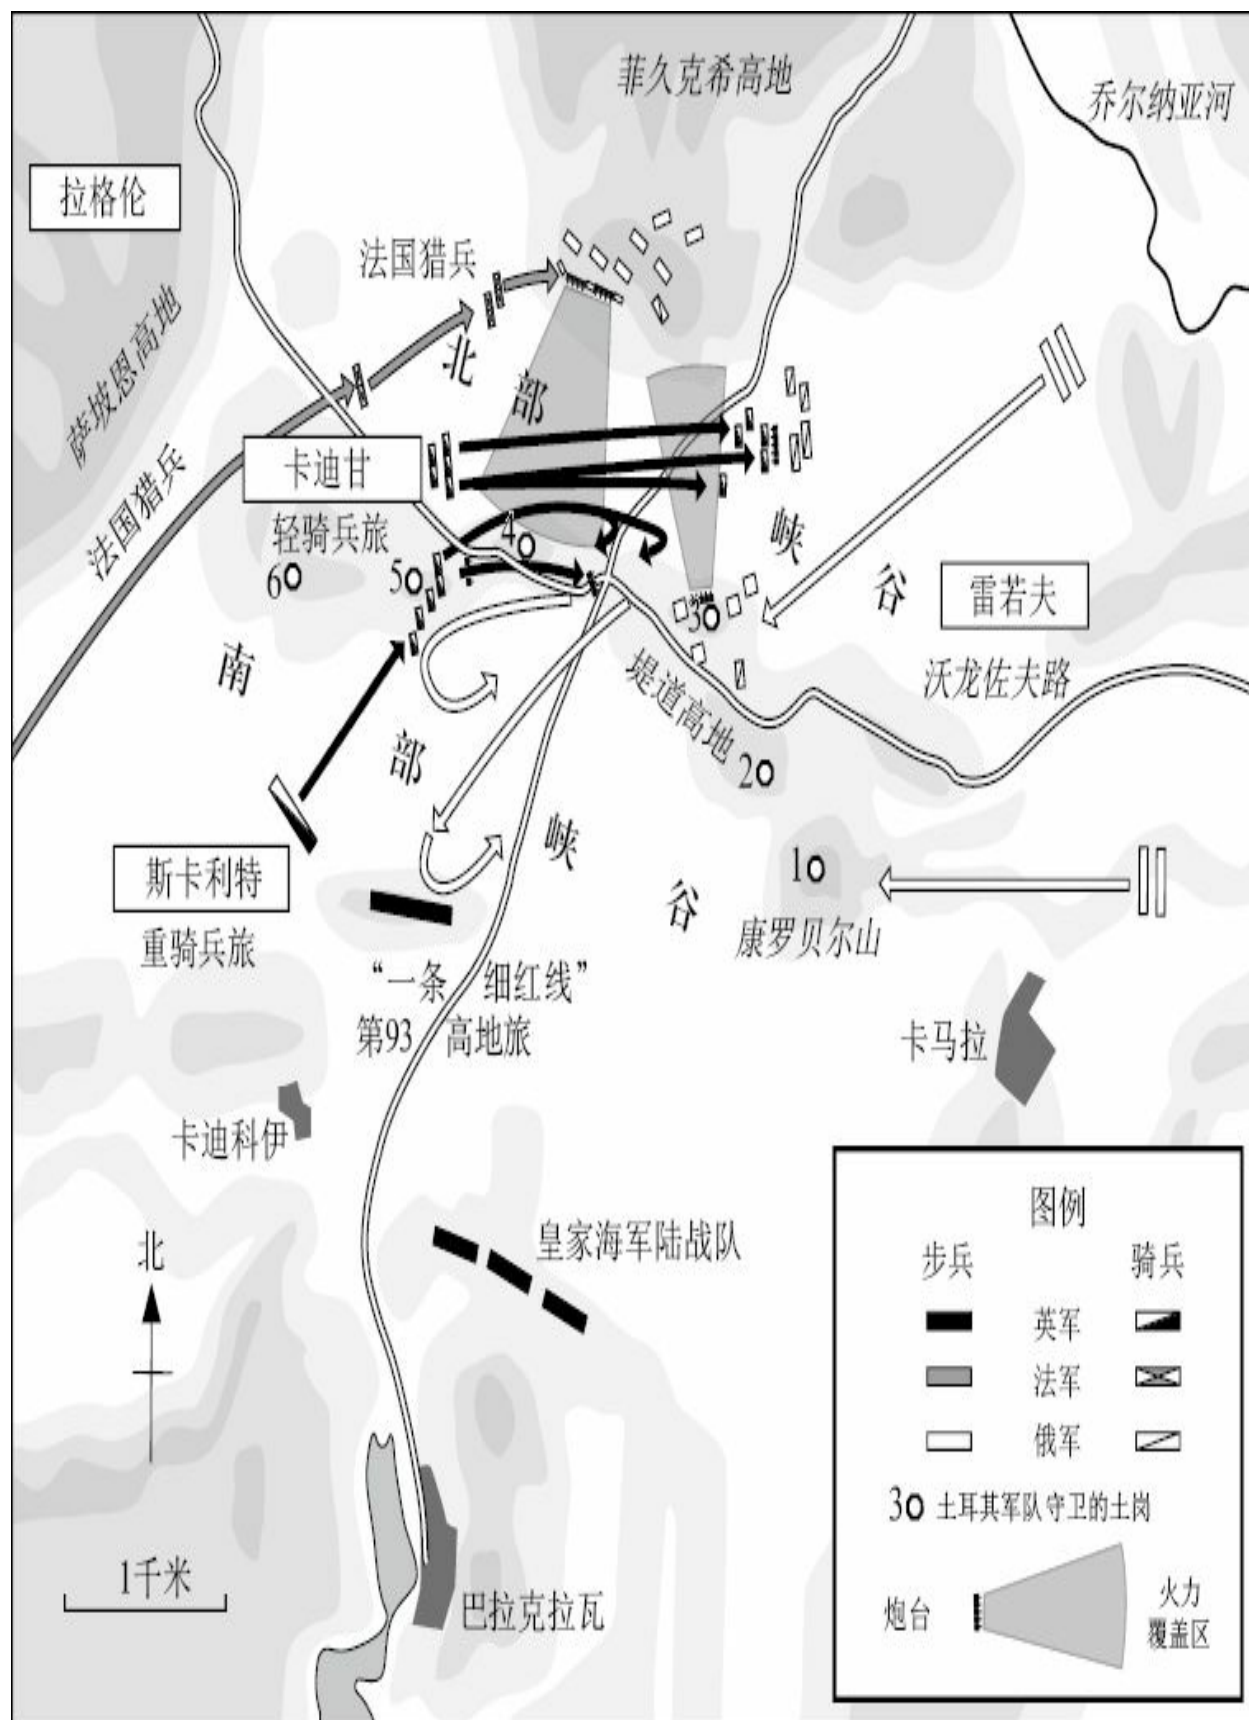 菲久克希高地
乔尔纳亚河
拉格伦
法国猎兵
萨坡恩高地
北部
卡迪甘
法国猎兵
轻骑兵旅
4
峡谷
6
5
3
雷若夫
沃龙佐夫路
南部
堤道高地
2
峡谷
1
斯卡利特
康罗贝尔山
重骑兵旅
“一条 细红线”
第93 高地旅
卡马拉
卡迪科伊
北
皇家海军陆战队
图例
步兵 骑兵
英军
法军
俄军
3 土耳其军队守卫的土岗
1千米
巴拉克拉瓦
炮台
火力
覆盖区